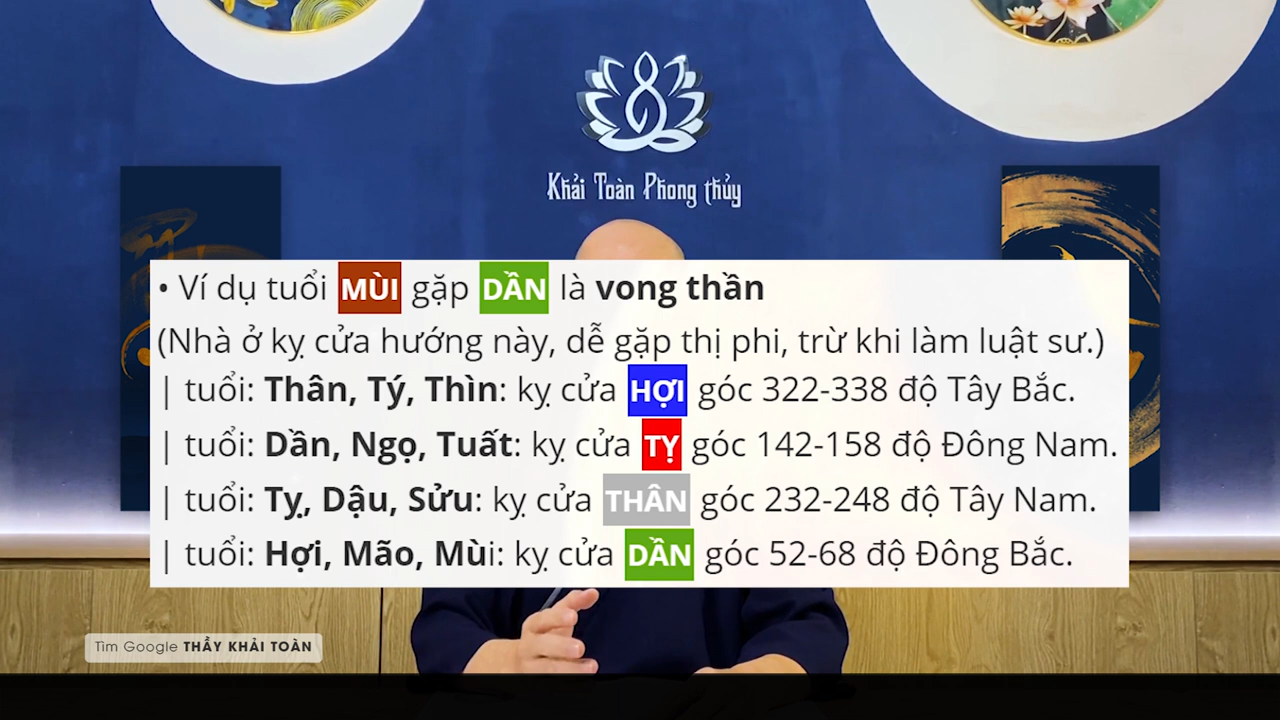 Khải Toàn Phong thủy
• Ví dụ tuổi MÙI gặp DẦN là vong thần
(Nhà ở kỵ cửa hướng này, dễ gặp thị phi, trừ khi làm luật sư.)
| tuổi: Thân, Tý, Thìn: kỵ cửa HỢI góc 322-338 độ Tây Bắc.
| tuổi: Dần, Ngọ, Tuất: kỵ cửa TỴ góc 142-158 độ Đông Nam.
| tuổi: Tỵ, Dậu, Sửu: kỵ cửa THÂN góc 232-248 độ Tây Nam.
| tuổi: Hợi, Mão, Mùi: kỵ cửa DẦN góc 52-68 độ Đông Bắc.
Tìm Google THẦY KHẢI TOÀN